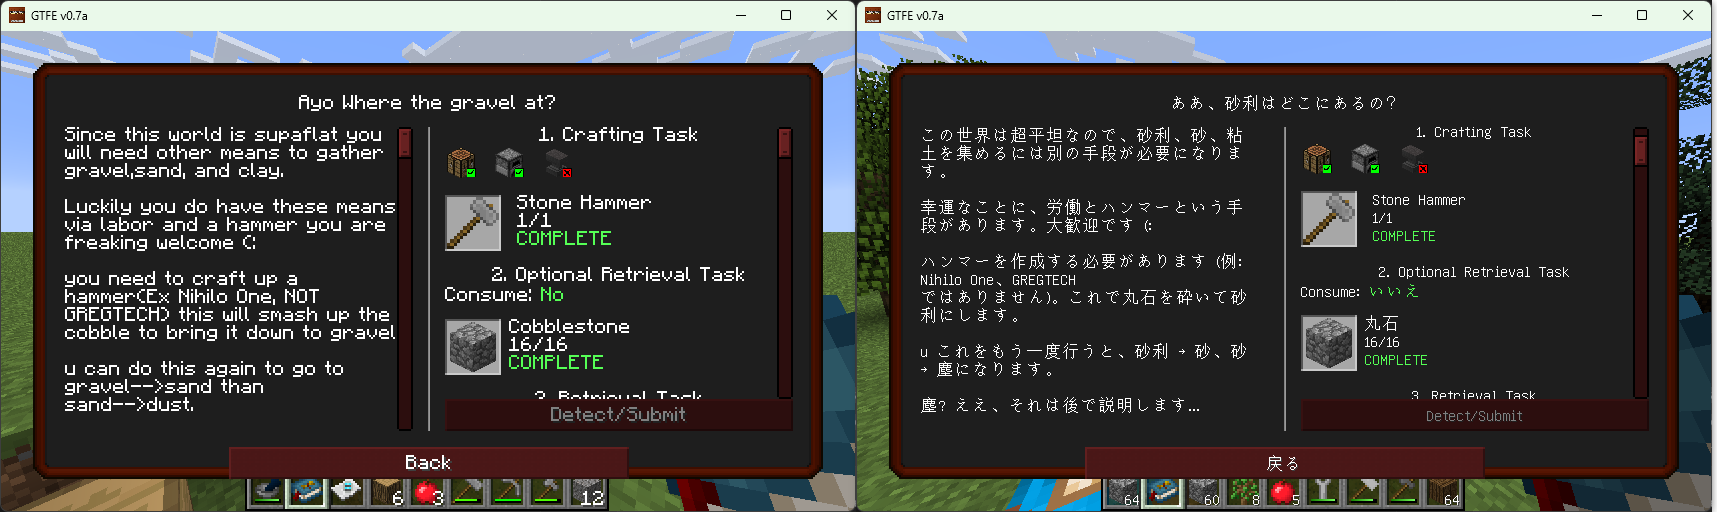 GTFE v0.7a
Ayo Where the gravel at?
Since this world is supaflat you
will need other means to gather
gravel,sand, and clay.
Luckily you do have these means
via labor and a hammer you are
freaking welcome C:
you need to craft up a
hammer(Ex Nihilo One, NOT
GREGTECH) this will smash up the
cobble to bring it down to gravel
u can do this again to go to
gravel-->sand than
sand-->dust.
1. Crafting Task
Stone Hammer
1/1
COMPLETE
2. Optional Retrieval Task
Consume: No
Cobblestone
16/16
COMPLETE
3. Retrieval Task
Detect/Submit
Back
6
3
12
GTFE v0.7a
ああ、砂利はどこにあるの?
この世界は超平坦なので、砂利、砂、粘
土を集めるには別の手段が必要になりま
す。
幸運なことに、労働とハンマーという手
段があります。大歓迎です (:
ハンマーを作成する必要があります (例:
Nihilo One、GREGTECH
ではありません)。これで丸石を砕いて砂
利にします。
u これをもう一度行うと、砂利 → 砂、砂
→ 塵になります。
塵? ええ、それは後で説明します...
1. Crafting Task
Stone Hammer
1/1
COMPLETE
2. Optional Retrieval Task
Consume: いいえ
丸石
16/16
COMPLETE
3. Retrieval Task
Detect/Submit
戻る
64
60
8
5
64